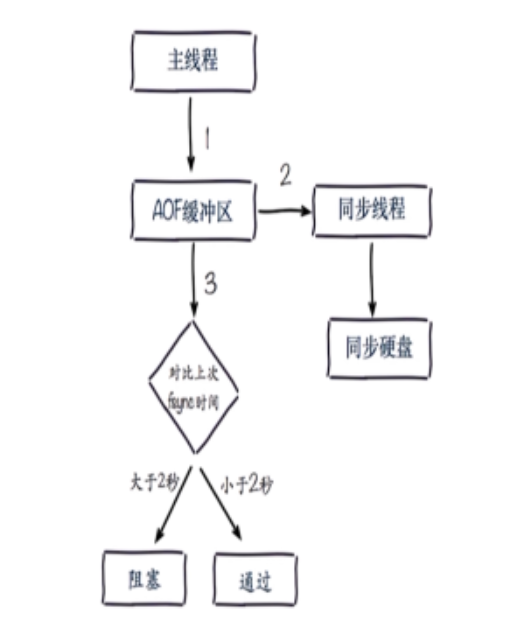 主线程
1
AOF缓冲区
2
同步线程
3
同步硬盘
对比上次
fsync时间
大于2秒
小于2秒
阻塞
通过